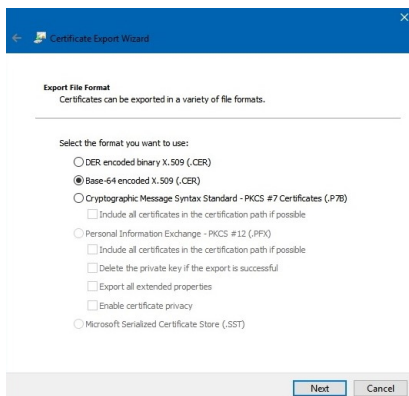 Certificate Export Wizard
Export File Format
Certificates can be exported in a variety of file formats.
Select the format you want to use:
DER encoded binary X.509 (.CER)
Base-64 encoded X.509 (.CER)
Cryptographic Message Syntax Standard - PKCS #7 Certificates (.P7B)
Include all certificates in the certification path if possible
Personal Information Exchange - PKCS #12 (.PFX)
Include all certificates in the certification path if possible
Delete the private key if the export is successful
Export all extended properties
Enable certificate privacy
Microsoft Serialized Certificate Store (.SST)
Next Cancel